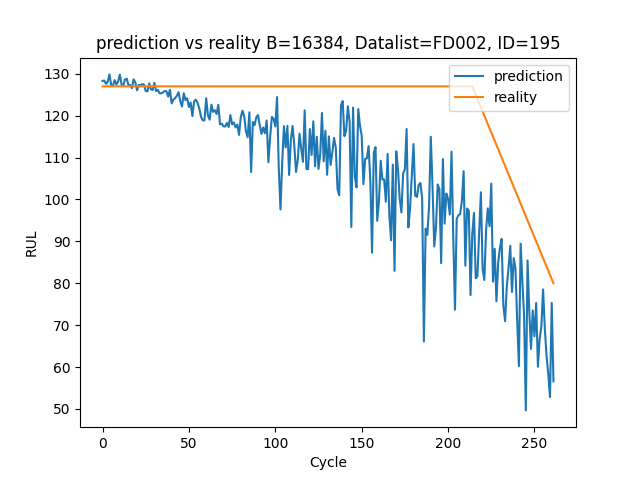 prediction vs reality B=16384, Datalist=FD002, ID=195
prediction
reality
RUL
130
120
110
100
90
80
70
60
50
0 50 100 150 200 250
Cycle